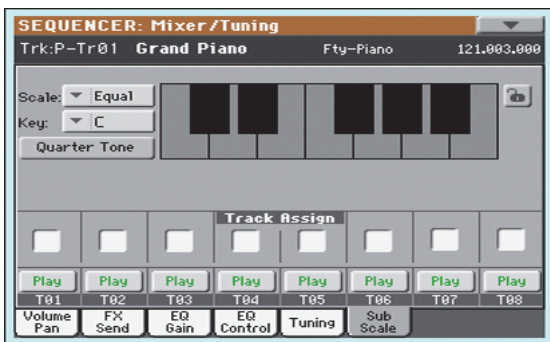 SEQUENCER: Mixer/Tuning
Trk:P-Tr01 Grand Piano Fty-Piano 121.003.000
Scale: Equal
Key: C
Quarter Tone
Track Assign
Play Play Play Play Play Play Play Play
T01 T02 T03 T04 T05 T06 T07 T08
Volume Pan FX Send EQ Gain EQ Control Tuning Sub Scale